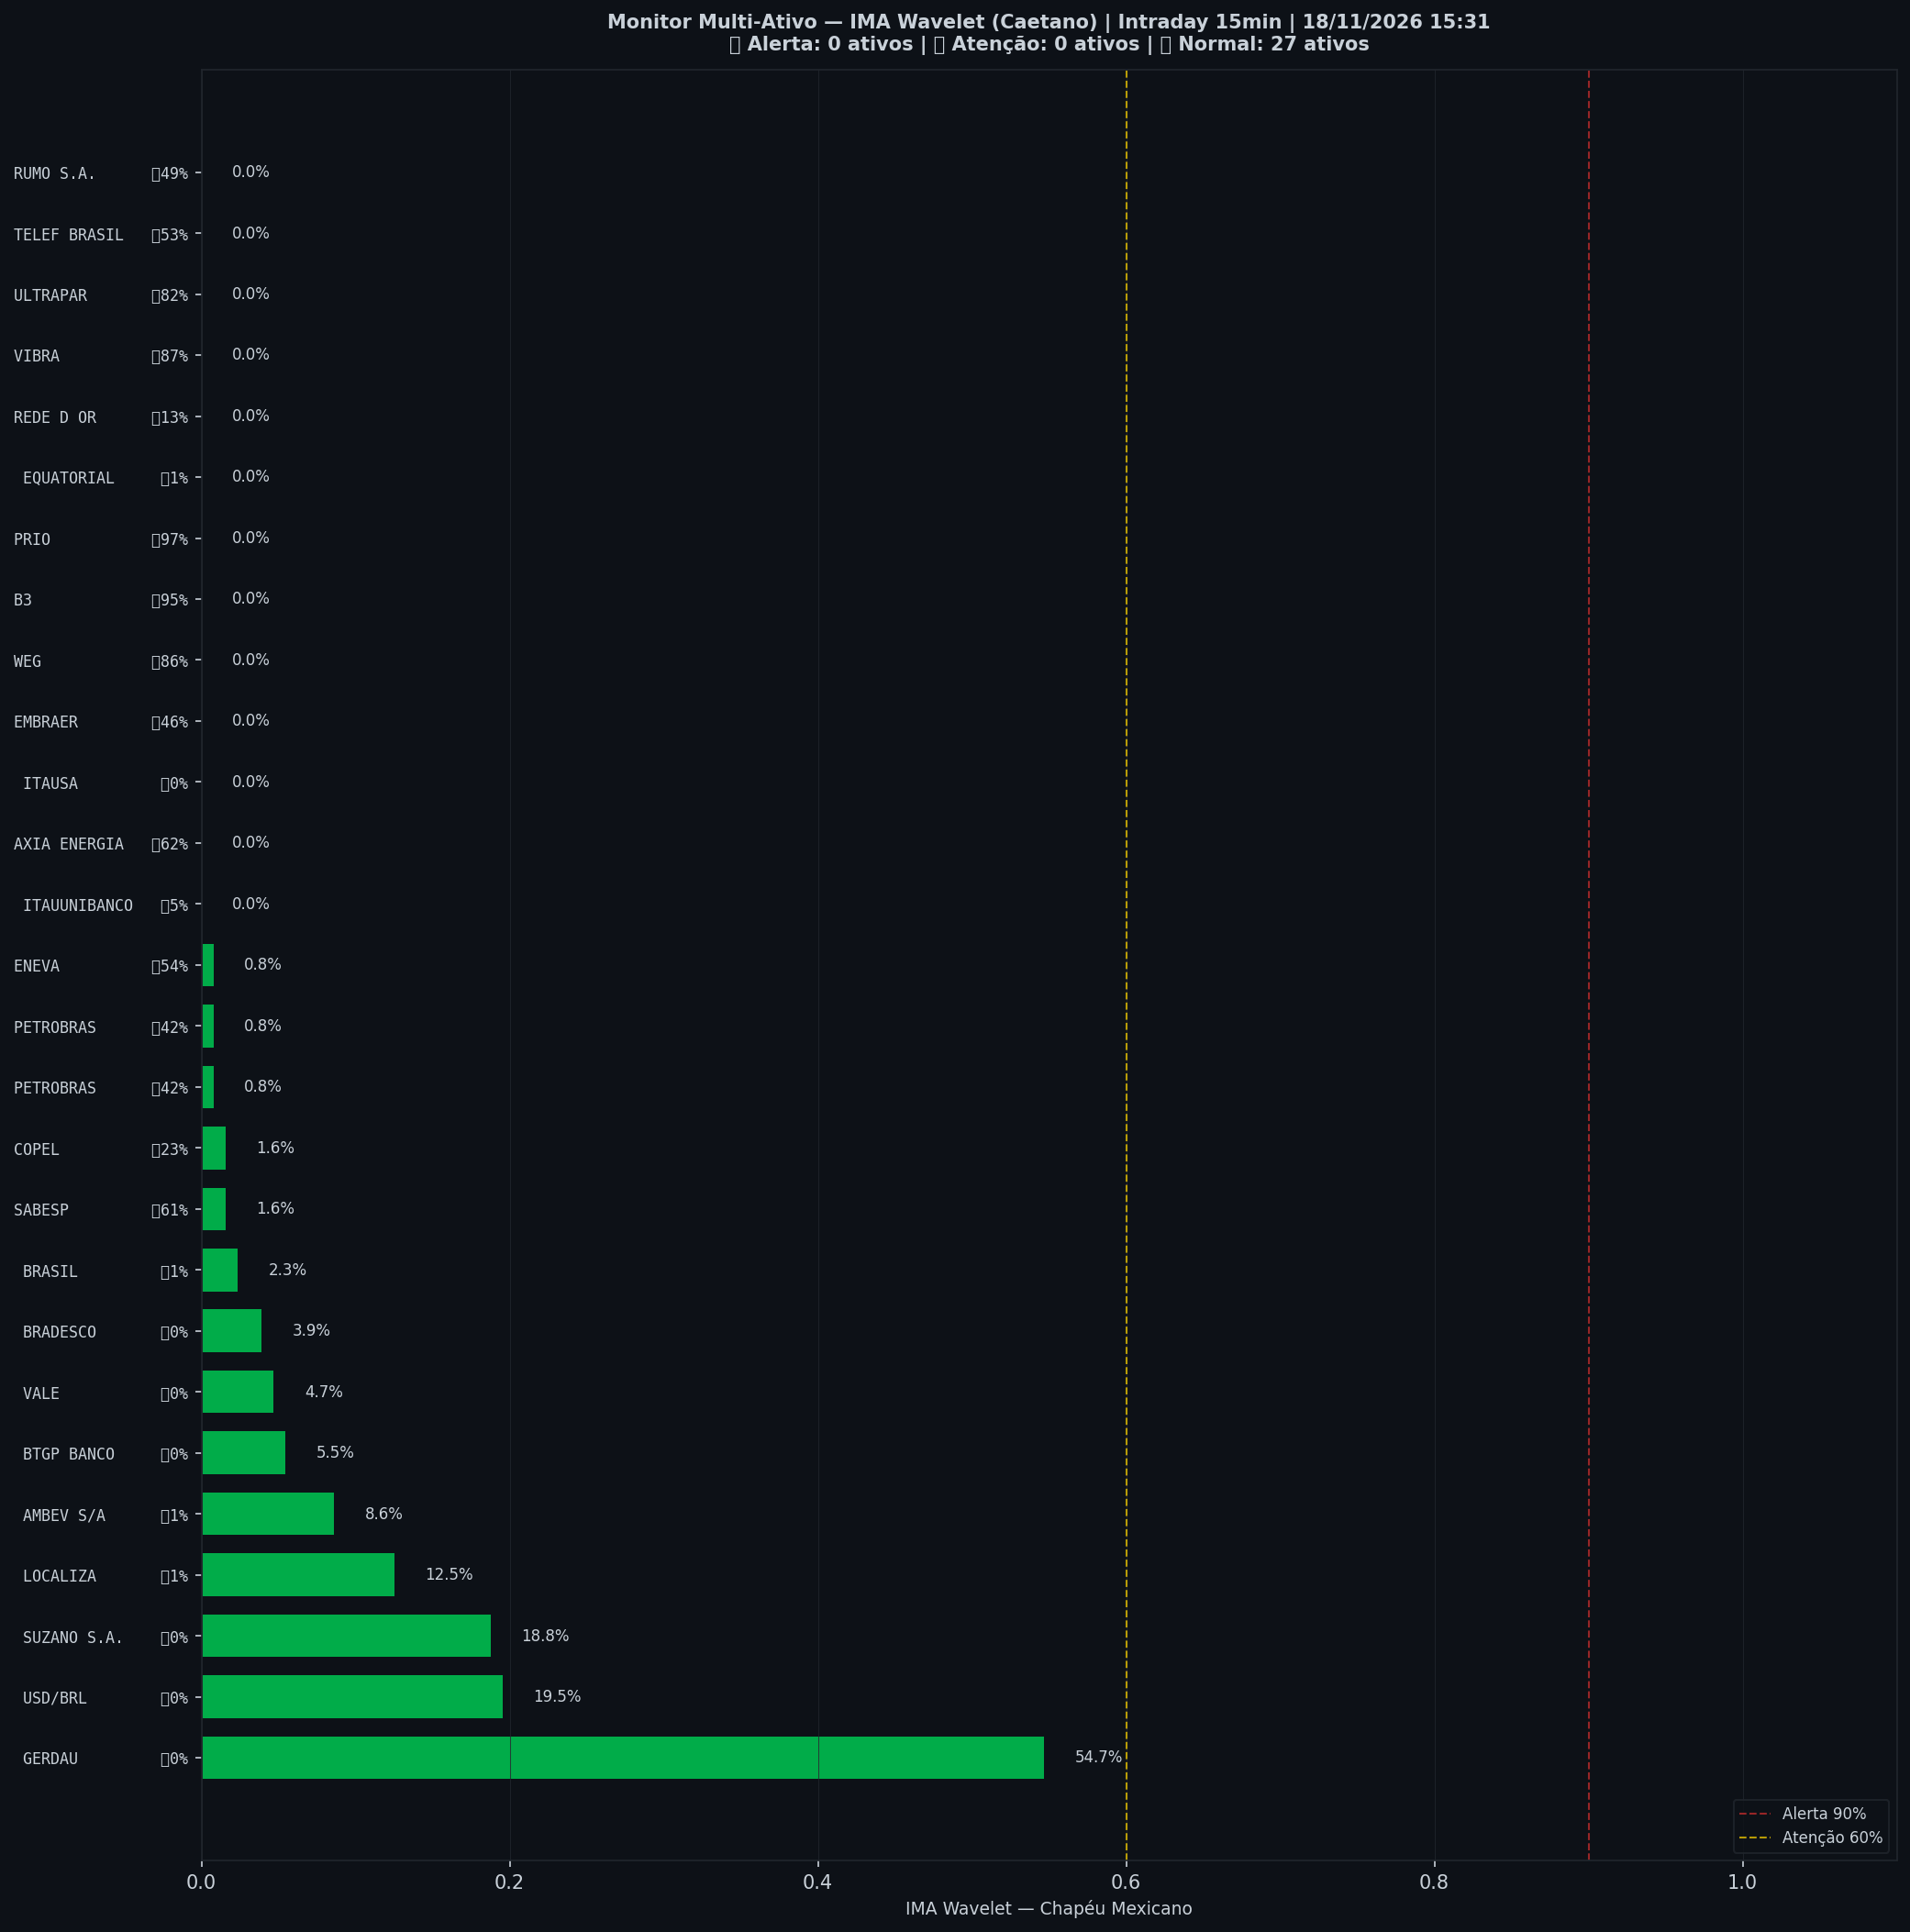 Monitor Multi-Ativo — IMA Wavelet (Caetano) | Intraday 15min | 18/11/2026 15:31
▯ Alerta: 0 ativos | ▯ Atenção: 0 ativos | ▯ Normal: 27 ativos
RUMO S.A. ▯49% 0.0%
TELEF BRASIL ▯53% 0.0%
ULTRAPAR ▯82% 0.0%
VIBRA ▯87% 0.0%
REDE D OR ▯13% 0.0%
EQUATORIAL ▯1% 0.0%
PRIO ▯97% 0.0%
B3 ▯95% 0.0%
WEG ▯86% 0.0%
EMBRAER ▯46% 0.0%
ITAUSA ▯0% 0.0%
AXIA ENERGIA ▯62% 0.0%
ITAUUNIBANCO ▯5% 0.0%
ENEVA ▯54% 0.8%
PETROBRAS ▯42% 0.8%
PETROBRAS ▯42% 0.8%
COPEL ▯23% 1.6%
SABESP ▯61% 1.6%
BRASIL ▯1% 2.3%
BRADESCO ▯0% 3.9%
VALE ▯0% 4.7%
BTGP BANCO ▯0% 5.5%
AMBEV S/A ▯1% 8.6%
LOCALIZA ▯1% 12.5%
SUZANO S.A. ▯0% 18.8%
USD/BRL ▯0% 19.5%
GERDAU ▯0% 54.7%
Alerta 90%
Atenção 60%
0.0 0.2 0.4 0.6 0.8 1.0
IMA Wavelet — Chapéu Mexicano